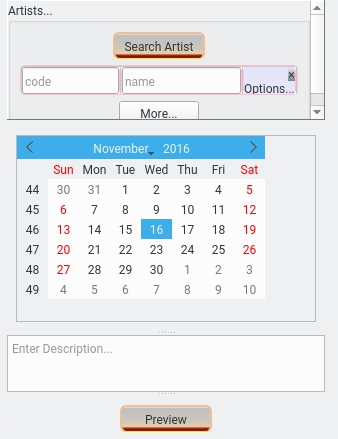 Artists...
Search Artist
code name x
Options...
More...
November 2016
Sun Mon Tue Wed Thu Fri Sat
44 30 31 1 2 3 4 5
45 6 7 8 9 10 11 12
46 13 14 15 16 17 18 19
47 20 21 22 23 24 25 26
48 27 28 29 30 1 2 3
49 4 5 6 7 8 9 10
Enter Description...
Preview